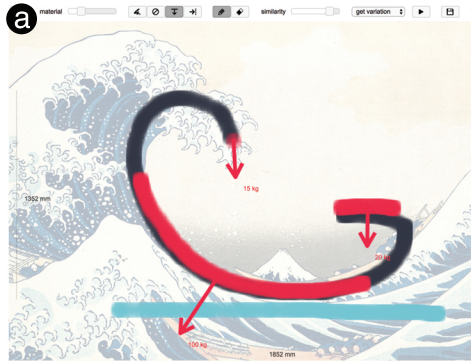 a
material
similarity
get variation
15 kg
1352 mm
20 kg
100 kg
1852 mm